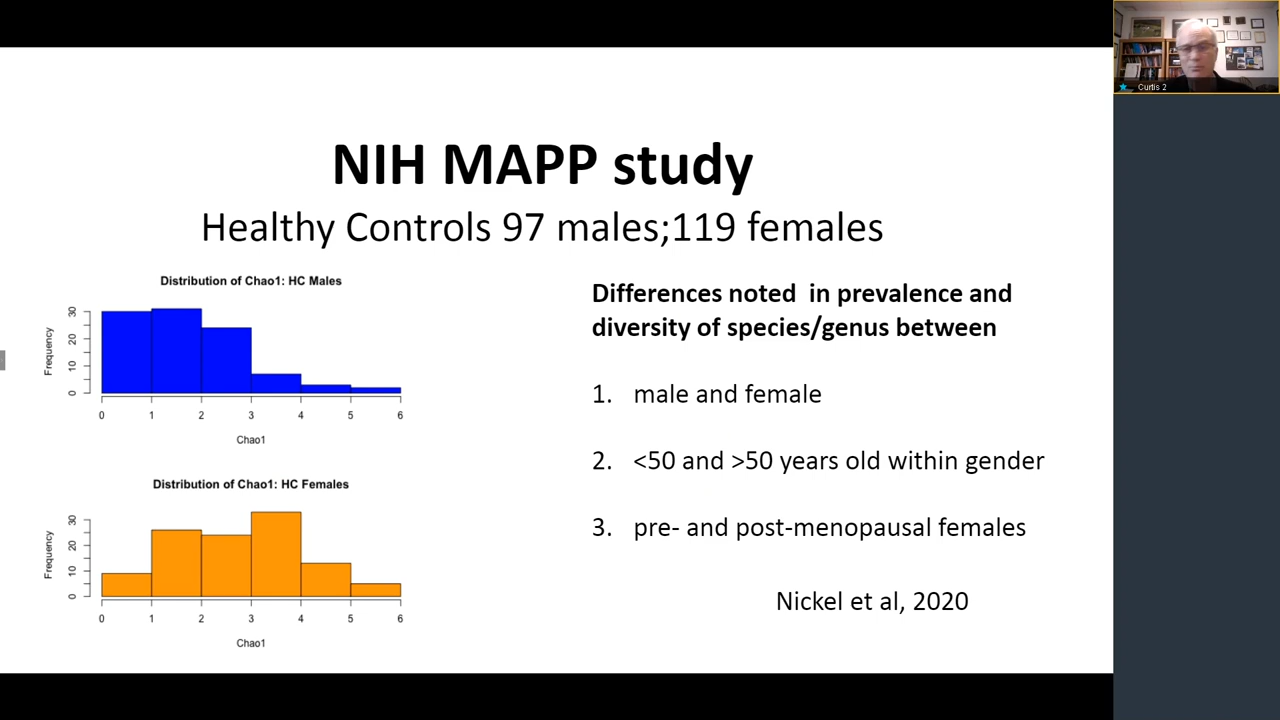 NIH MAPP study
Healthy Controls 97 males;119 females
Distribution of Chao1: HC Males
Frequency
30
20
10
0
0 1 2 3 4 5 6
Chao1
Distribution of Chao1: HC Females
Frequency
30
20
10
0
0 1 2 3 4 5 6
Chao1
Differences noted in prevalence and
diversity of species/genus between
1. male and female
2. <50 and >50 years old within gender
3. pre- and post-menopausal females
Nickel et al, 2020
Curtis 2